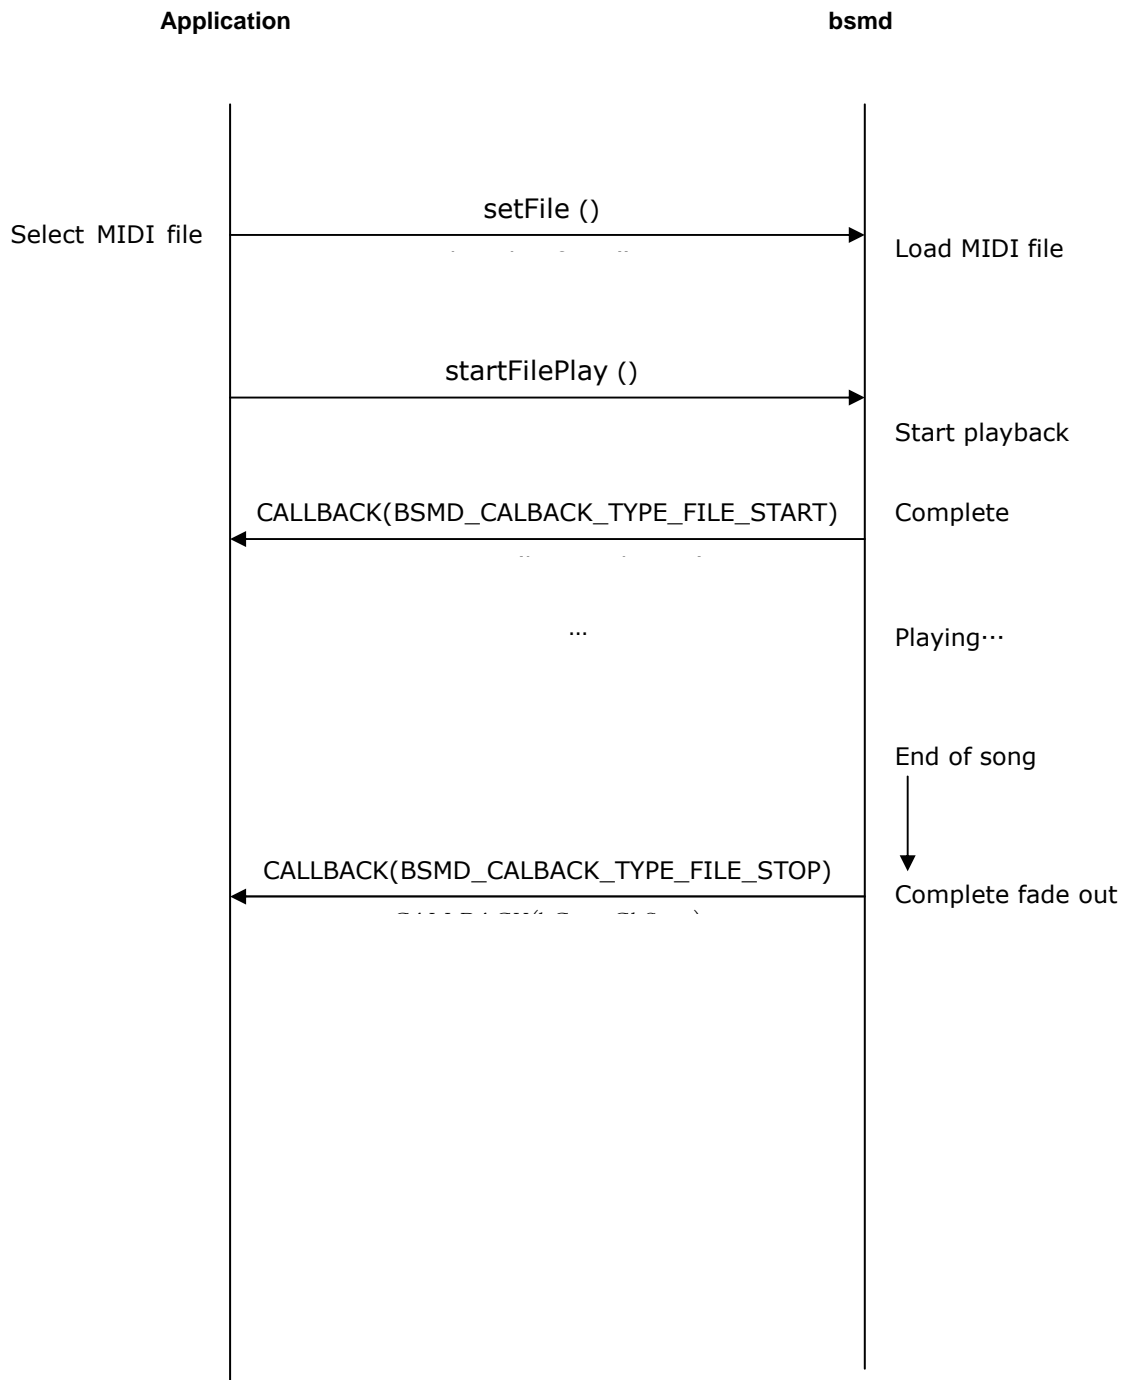 Application
bsmd
setFile ()
Select MIDI file
Load MIDI file
startFilePlay ()
Start playback
CALLBACK(BSMD_CALBACK_TYPE_FILE_START)
Complete
...
Playing⋯
End of song
CALLBACK(BSMD_CALBACK_TYPE_FILE_STOP)
Complete fade out